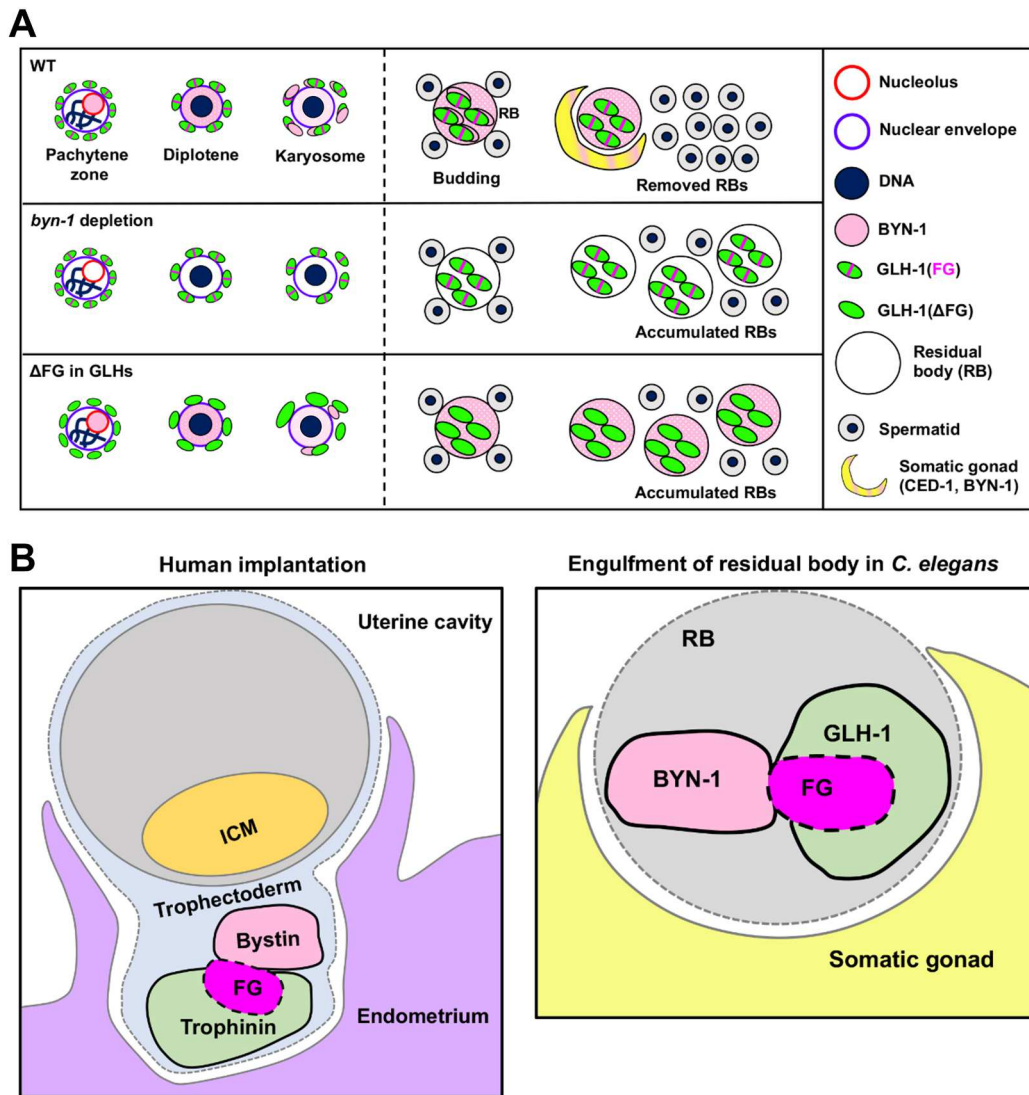 A
WT
Pachytene
zone
Diplotene
Karyosome
RB
Budding
Removed RBs
byn-1 depletion
Accumulated RBs
ΔFG in GLHs
Accumulated RBs
Nucleolus
Nuclear envelope
DNA
BYN-1
GLH-1(FG)
GLH-1(ΔFG)
Residual
body (RB)
Spermatid
Somatic gonad
(CED-1, BYN-1)
B
Human implantation
Uterine cavity
ICM
Trophectoderm
Bystin
FG
Trophinin
Endometrium
Engulfment of residual body in C. elegans
RB
GLH-1
BYN-1
FG
Somatic gonad